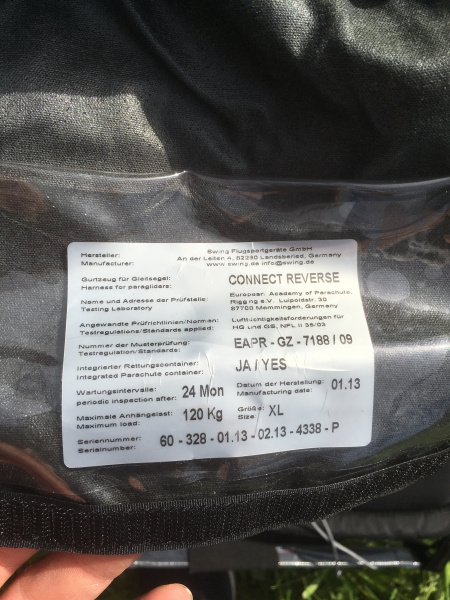 Hersteller: Swing Flugsportgeräte GmbH
Manufacturer: An der Leiten 4, 82290 Landsberied, Germany
www.swing.de info@swing.de
Gurtzeug für Gleitsegel: CONNECT REVERSE
Harness for paragliders:
Name und Adresse der Prüfstelle: European Academy of Parachute
Testing Laboratory Rigging e.V. Luipoldstr. 30
87700 Memmingen, Germany
Angewandte Prüfrichtlinien/Normen: Lufttüchtigkeitsforderungen für
Testregulations/Standards applied: HG und GS, NFL II 35/03
Nummer der Musterprüfung: EAPR - GZ - 7188 / 09
Testregulation/Standards:
Integrierter Rettungscontainer: JA / YES
Integrated Parachute container:
Wartungsintervalle: 24 Mon Datum der Herstellung: 01.13
periodic inspection after: Manufacturing date:
Maximale Anhängelast: 120 Kg Größe: XL
Maximum load: Size:
Seriennummer: 60 - 328 - 01.13 - 02.13 - 4338 - P
Serialnumber: